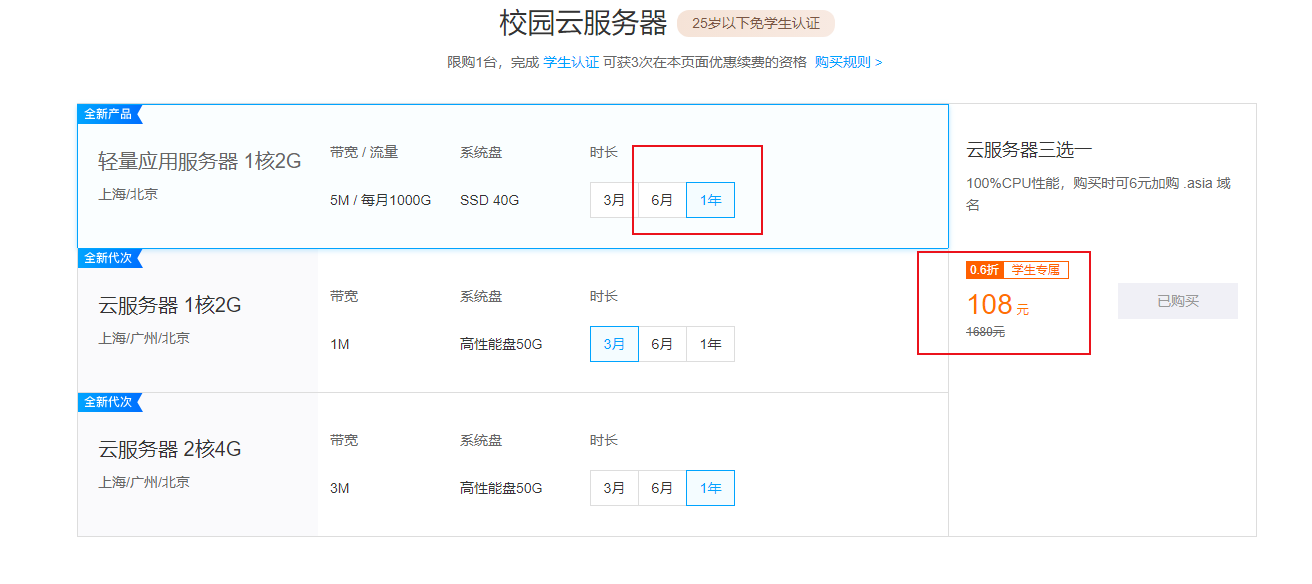 校园云服务器 25岁以下免学生认证
限购1台，完成 学生认证 可获3次在本页面优惠续费的资格 购买规则 >
全新产品
轻量应用服务器 1核2G
上海/北京
带宽 / 流量 系统盘 时长
5M / 每月1000G SSD 40G 3月 6月 1年
全新代次
云服务器 1核2G
上海/广州/北京
带宽 系统盘 时长
1M 高性能盘50G 3月 6月 1年
全新代次
云服务器 2核4G
上海/广州/北京
带宽 系统盘 时长
3M 高性能盘50G 3月 6月 1年
云服务器三选一
100%CPU性能，购买时可6元加购 .asia 域
名
0.6折 学生专属
108 元
1680元
已购买